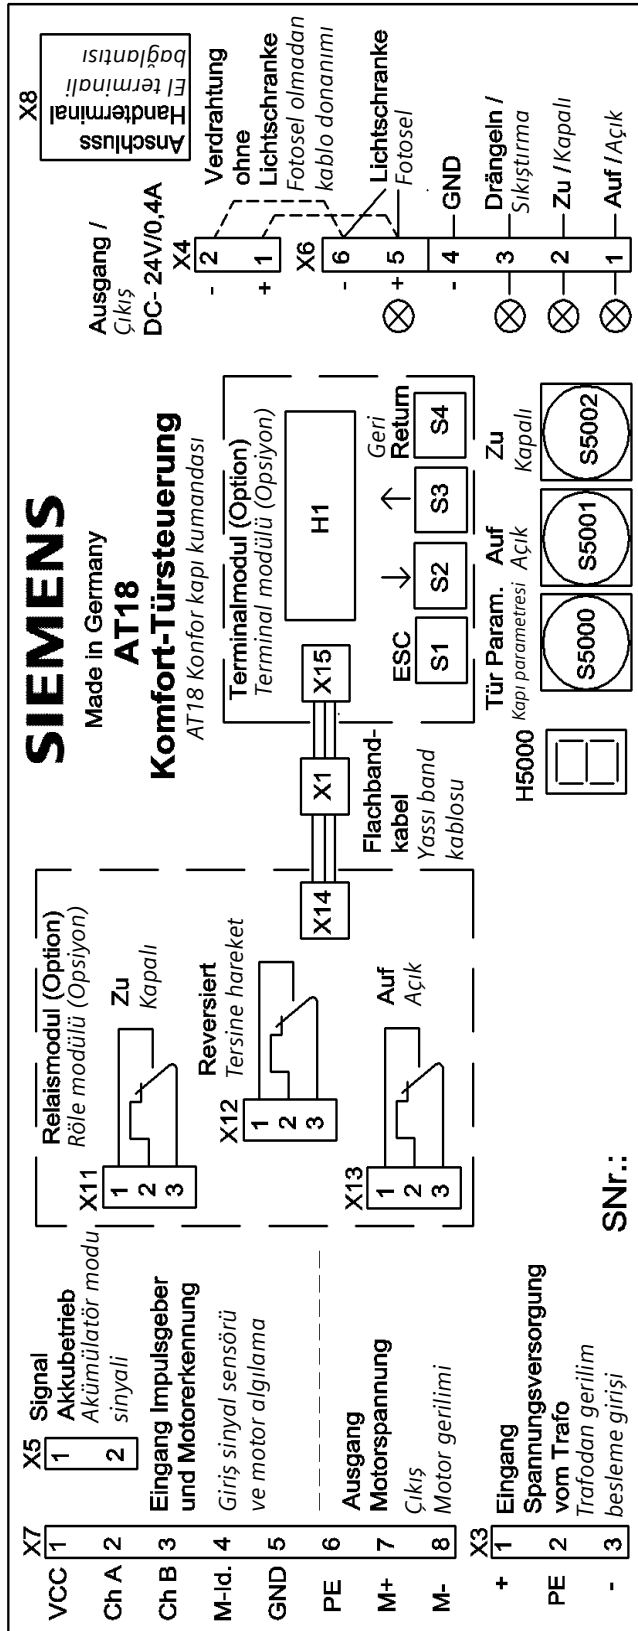 SIEMENS
Made in Germany
AT18
Komfort-Türsteuerung
AT18 Konfor kapı kumandası
X7
VCC 1
Ch A 2
Ch B 3
M-Id. 4
GND 5
PE 6
M+ 7
M- 8
X5
1
2
Signal
Akkubetrieb
Akümülatör modu
sinyali
Eingang Impulsgeber
und Motorerkennung
Giriş sinyal sensörü
ve motor algılama
Ausgang
Motorspannung
Çıkış
Motor gerilimi
X3
+ 1
PE 2
- 3
Eingang
Spannungsversorgung
vom Trafo
Trafodan gerilim
besleme girişi
Relaismodul (Option)
Röle modülü (Opsiyon)
X11
1
2
3
Zu
Kapalı
X12
1
2
3
Reversiert
Tersine hareket
X13
1
2
3
Auf
Açık
SNr.:
X14
X1
X15
Flachband-
kabel
Yassı band
kablosu
Terminalmodul (Option)
Terminal modülü (Opsiyon)
H1
ESC
Geri
Return
S1
S2
S3
S4
H5000
Tür Param.
Kapı parametresi
Auf
Açık
Zu
Kapalı
S5000
S5001
S5002
Ausgang /
Çıkış
DC- 24V/0,4A
X4
- 2
+ 1
Verdrahtung
ohne
Lichtschranke
Fotosel olmadan
kablo donanımı
X6
- 6
+ 5
- 4
3
2
1
Lichtschranke
Fotosel
GND
Drängeln /
Sıkıştırma
Zu / Kapalı
Auf / Açık
X8
Anschluss
Handterminal
El terminali
bağlantısı